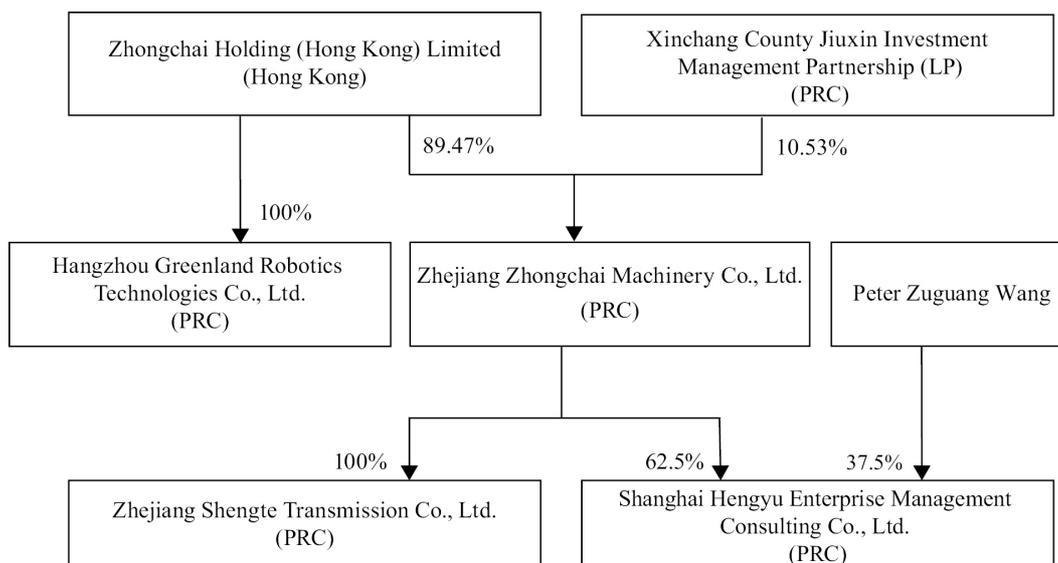 Zhongchai Holding (Hong Kong) Limited
(Hong Kong)
Xinchang County Jiuxin Investment
Management Partnership (LP)
(PRC)
89.47%
10.53%
100%
Hangzhou Greenland Robotics
Technologies Co., Ltd.
(PRC)
Zhejiang Zhongchai Machinery Co., Ltd.
(PRC)
Peter Zuguang Wang
100%
62.5%
37.5%
Zhejiang Shengte Transmission Co., Ltd.
(PRC)
Shanghai Hengyu Enterprise Management
Consulting Co., Ltd.
(PRC)